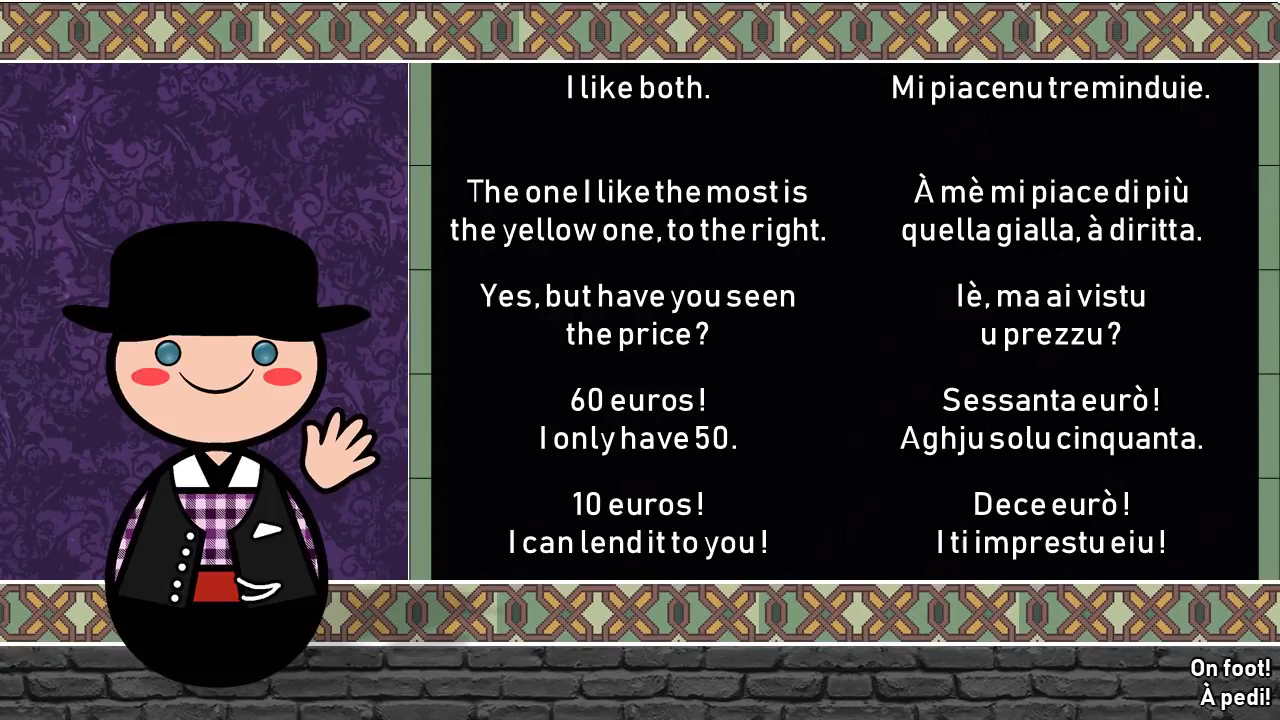 I like both.
Mi piacenu treminduie.
The one I like the most is
the yellow one, to the right.
À mè mi piace di più
quella gialla, à diritta.
Yes, but have you seen
the price ?
Iè, ma ai vistu
u prezzu ?
60 euros !
I only have 50.
Sessanta eurò !
Aghju solu cinquanta.
10 euros !
I can lend it to you !
Dece eurò !
I ti imprestu eiu !
On foot!
À pedi!